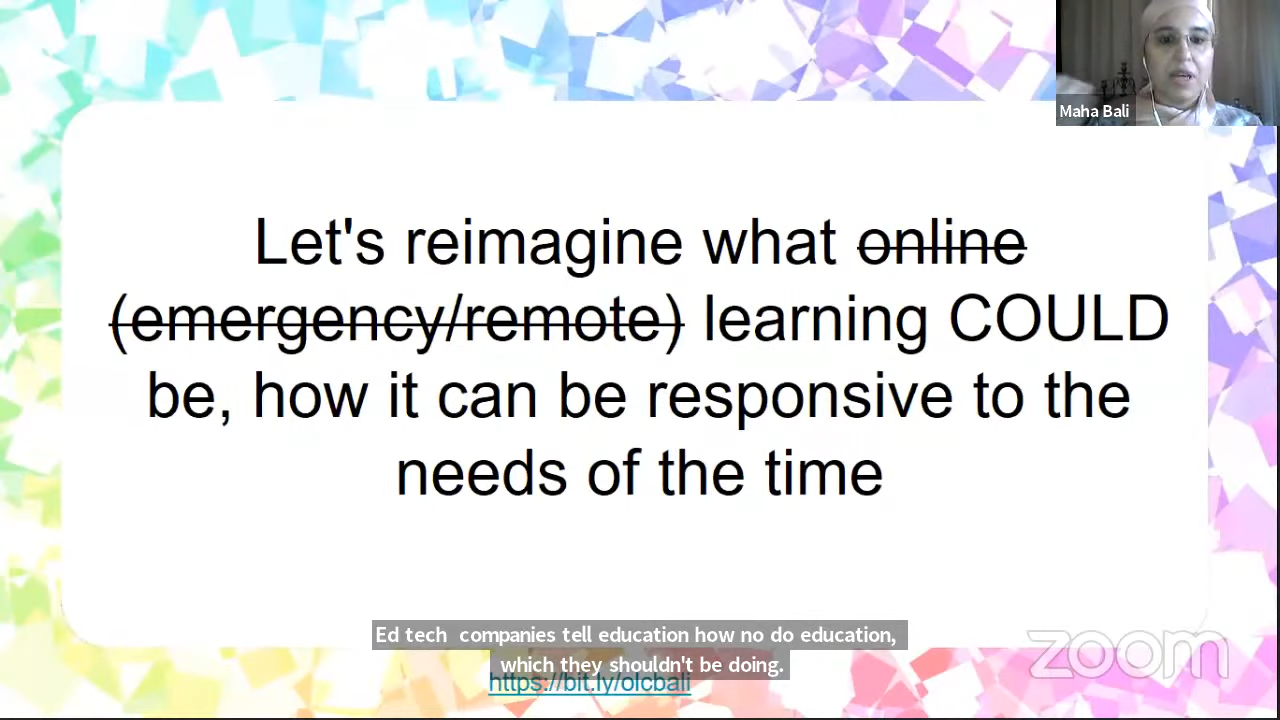 Maha Bali
Let's reimagine what online
(emergency/remote) learning COULD
be, how it can be responsive to the
needs of the time
Ed tech companies tell education how no do education,
which they shouldn't be doing.
https://bit.ly/olcbali
zoom